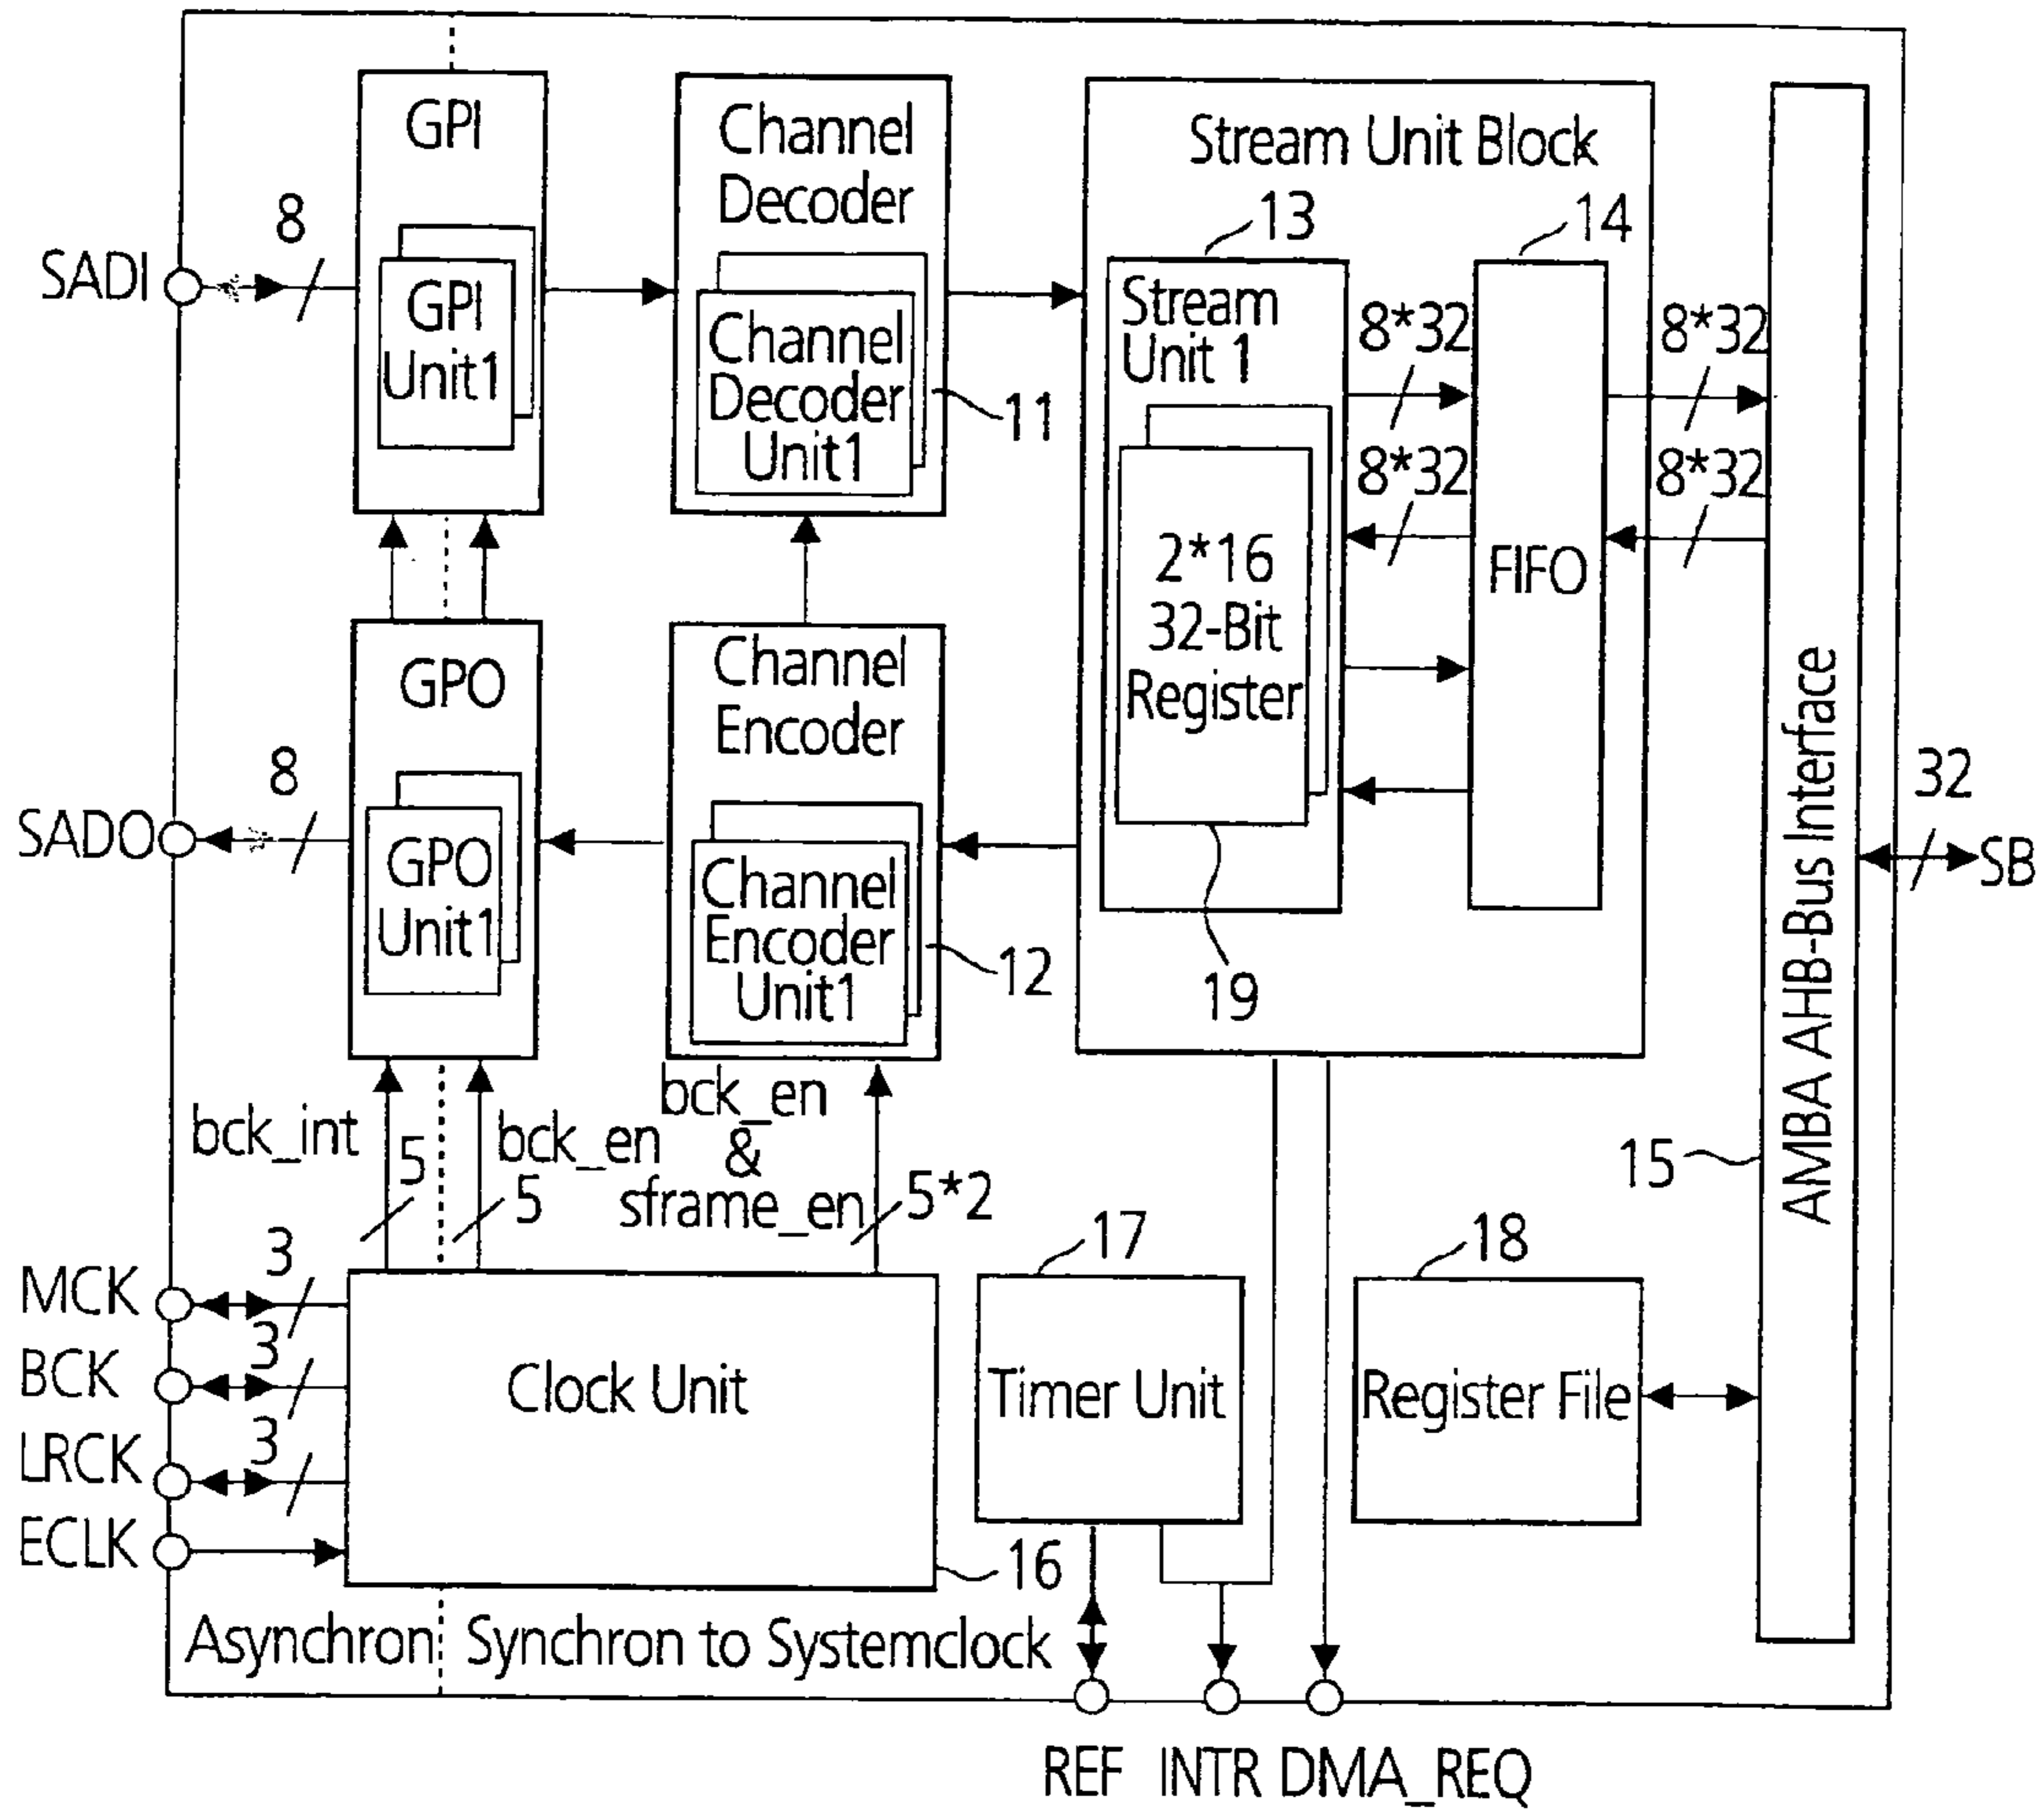 GPI
GPI
Unit1
8
SADI
Channel
Decoder
Channel
Decoder
Unit1
11
Stream Unit Block
13
14
Stream
Unit 1
8*32
8*32
8*32
8*32
2*16
32-Bit
Register
FIFO
19
AMBA AHB-Bus Interface
15
32
SB
GPO
GPO
Unit1
8
SADO
Channel
Encoder
Channel
Encoder
Unit1
12
bck_int
5
bck_en
5
bck_en
&
sframe_en
5*2
MCK
3
BCK
3
LRCK
3
ECLK
Clock Unit
16
17
Timer Unit
18
Register File
Asynchron
Synchron to Systemclock
REF
INTR
DMA_REQ